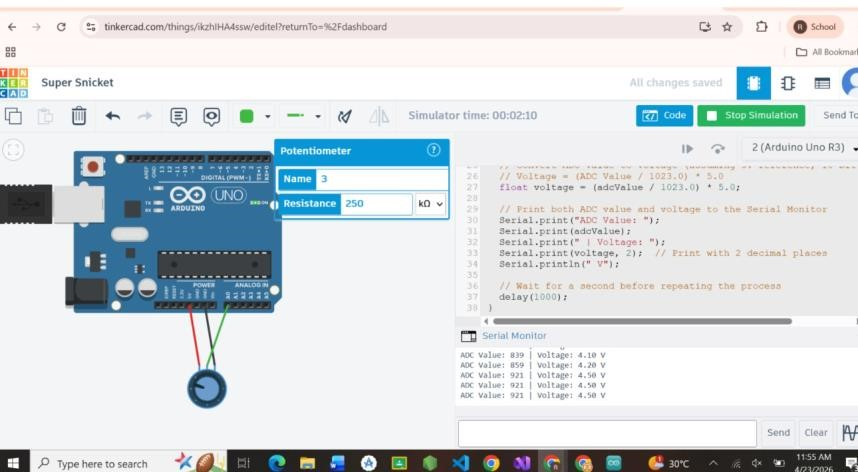 tinkercad.com/things/ikzhIHA4ssw/editel?returnTo=%2Fdashboard
R School
All Bookmar
TIN
KER
CAD
Super Snicket
All changes saved
Simulator time: 00:02:10
Code
Stop Simulation
Send To
Potentiometer
Name 3
Resistance 250 kΩ
2 (Arduino Uno R3)
DIGITAL (PWM~)
UNO
ARDUINO
TX
RX
L
ON
POWER
ANALOG IN
26 // Voltage = (ADC Value / 1023.0) * 5.0
27 float voltage = (adcValue / 1023.0) * 5.0;
28
29 // Print both ADC value and voltage to the Serial Monitor
30 Serial.print("ADC Value: ");
31 Serial.print(adcValue);
32 Serial.print(" | Voltage: ");
33 Serial.print(voltage, 2); // Print with 2 decimal places
34 Serial.println(" V");
35
36 // Wait for a second before repeating the process
37 delay(1000);
38 }
Serial Monitor
ADC Value: 839 | Voltage: 4.10 V
ADC Value: 859 | Voltage: 4.20 V
ADC Value: 921 | Voltage: 4.50 V
ADC Value: 921 | Voltage: 4.50 V
ADC Value: 921 | Voltage: 4.50 V
Send
Clear
Type here to search
30°C
11:55 AM
4/23/2026